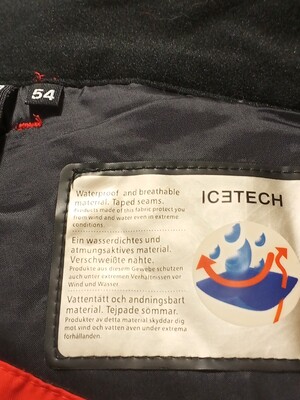 54
Waterproof and breathable
material. Taped seams.
Products made of this fabric protect you
from wind and water even in extreme
conditions.
Ein wasserdichtes und
atmungsaktives material.
Verschweißte nähte.
Produkte aus diesem Gewebe schützen
auch unter extremen Verhältnissen vor
Wind und Wasser
Vattentätt och andningsbart
material. Tejpade sömmar.
Produkter av detta material skyddar dig
mot vind och vatten även under extrema
förhållanden.
ICETECH